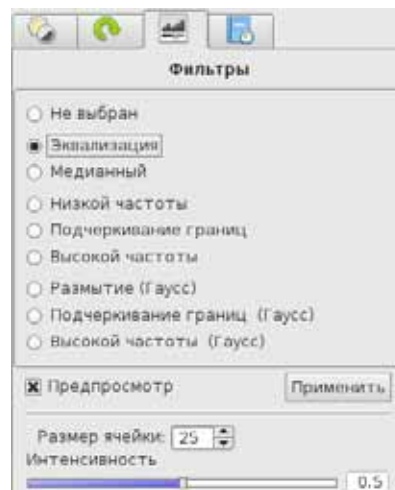 Фильтры
Не выбран
Эквализация
Медианный
Низкой частоты
Подчеркивание границ
Высокой частоты
Размытие (Гаусс)
Подчеркивание границ (Гаусс)
Высокой частоты (Гаусс)
Предпросмотр Применить
Размер ячейки: 25
Интенсивность
0.5